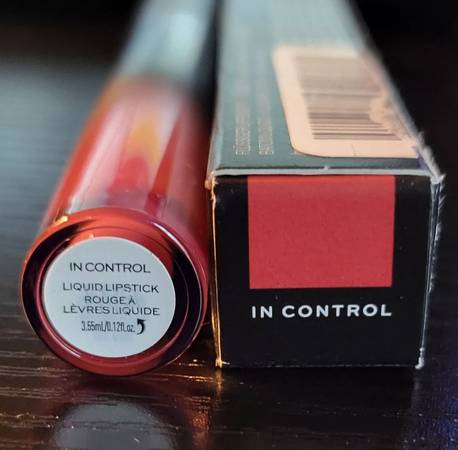 IN CONTROL
LIQUID LIPSTICK
ROUGE À
LÈVRES LIQUIDE
3.55mL/0.12fl.oz.
IN CONTROL